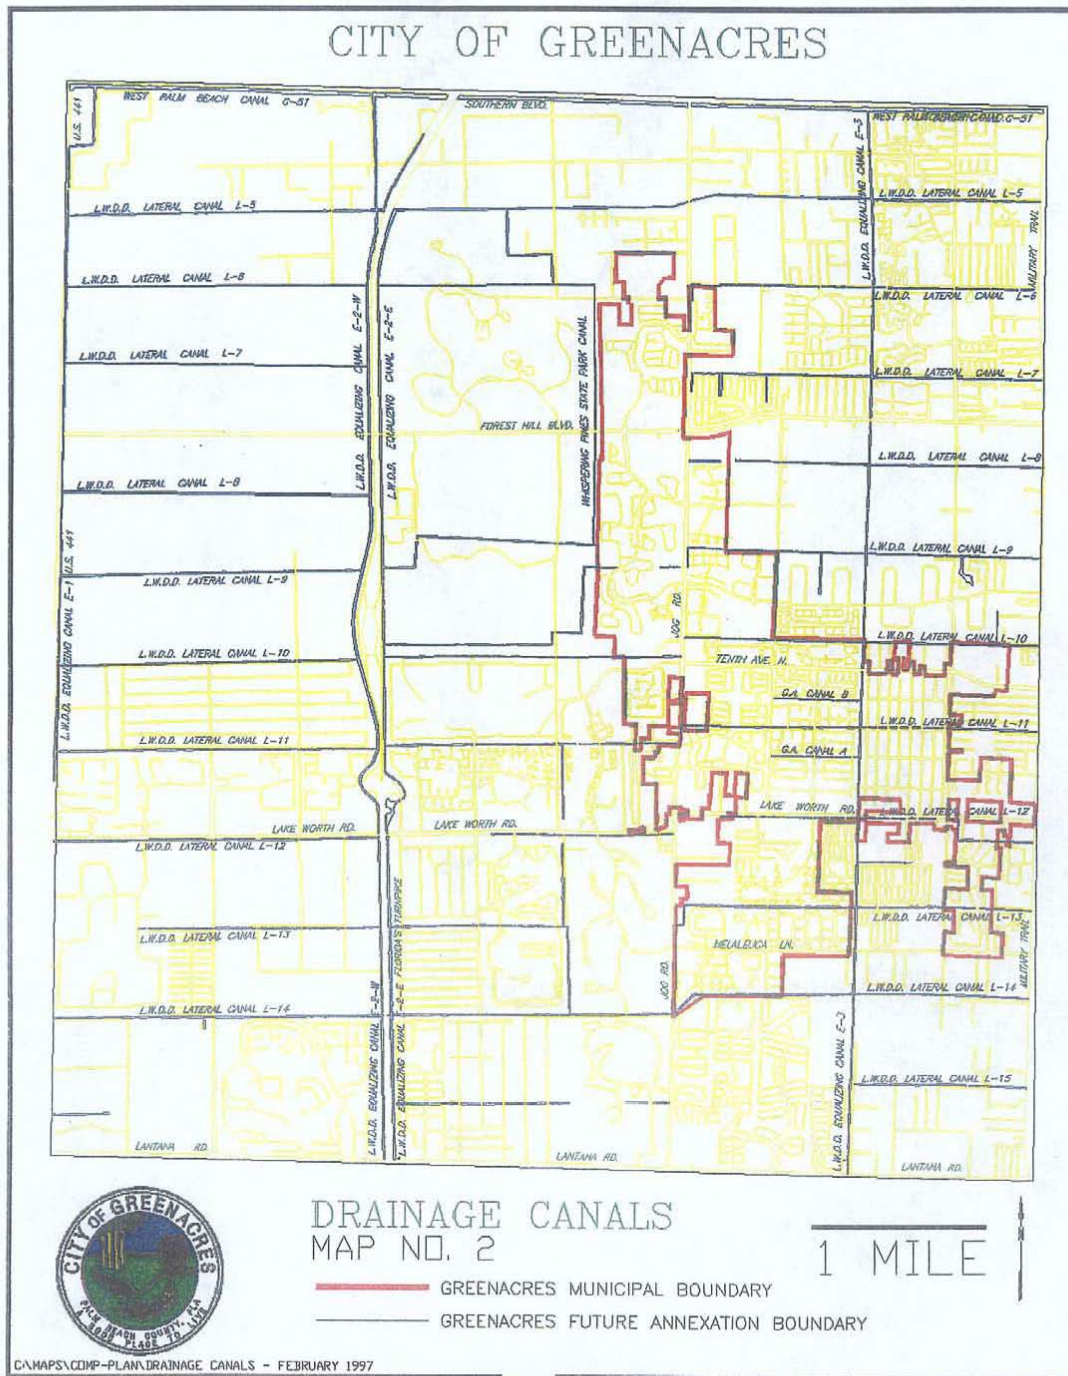 CITY OF GREENACRES
U.S. 441
WEST PALM BEACH CANAL C-51
SOUTHERN BLVD.
WEST PALM BEACH CANAL C-51
L.W.D.D. EQUALIZING CANAL E-3
L.W.D.D. LATERAL CANAL L-5
L.W.D.D. LATERAL CANAL L-5
MILITARY TRAIL
L.W.D.D. LATERAL CANAL L-6
L.W.D.D. LATERAL CANAL L-6
L.W.D.D. EQUALIZING CANAL E-2-W
L.W.D.D. EQUALIZING CANAL E-2-E
WHISPERING PINES STATE PARK CANAL
L.W.D.D. LATERAL CANAL L-7
L.W.D.D. LATERAL CANAL L-7
FOREST HILL BLVD.
L.W.D.D. LATERAL CANAL L-8
L.W.D.D. LATERAL CANAL L-8
L.W.D.D. EQUALIZING CANAL E-1 U.S. 441
L.W.D.D. LATERAL CANAL L-9
L.W.D.D. LATERAL CANAL L-9
JOG RD.
L.W.D.D. LATERAL CANAL L-10
L.W.D.D. LATERAL CANAL L-10
TENTH AVE. N.
G.A. CANAL B
L.W.D.D. LATERAL CANAL L-11
L.W.D.D. LATERAL CANAL L-11
G.A. CANAL A
LAKE WORTH RD.
LAKE WORTH RD.
LAKE WORTH RD.
L.W.D.D. LATERAL CANAL L-12
L.W.D.D. LATERAL CANAL L-12
L.W.D.D. LATERAL CANAL L-13
L.W.D.D. LATERAL CANAL L-13
MELALEUCA LN.
JOG RD.
MILITARY TRAIL
L.W.D.D. LATERAL CANAL L-14
L.W.D.D. LATERAL CANAL L-14
L.W.D.D. EQUALIZING CANAL E-2-W
L.W.D.D. EQUALIZING CANAL E-2-E FLORIDA'S TURNPIKE
L.W.D.D. EQUALIZING CANAL E-3
L.W.D.D. LATERAL CANAL L-15
LANTANA RD.
LANTANA RD.
LANTANA RD.
CITY OF GREENACRES
PALM BEACH COUNTY, FLA
A GOOD PLACE TO LIVE
DRAINAGE CANALS
MAP NO. 2
1 MILE
GREENACRES MUNICIPAL BOUNDARY
GREENACRES FUTURE ANNEXATION BOUNDARY
C:\MAPS\COMP-PLAN\DRAINAGE CANALS - FEBRUARY 1997